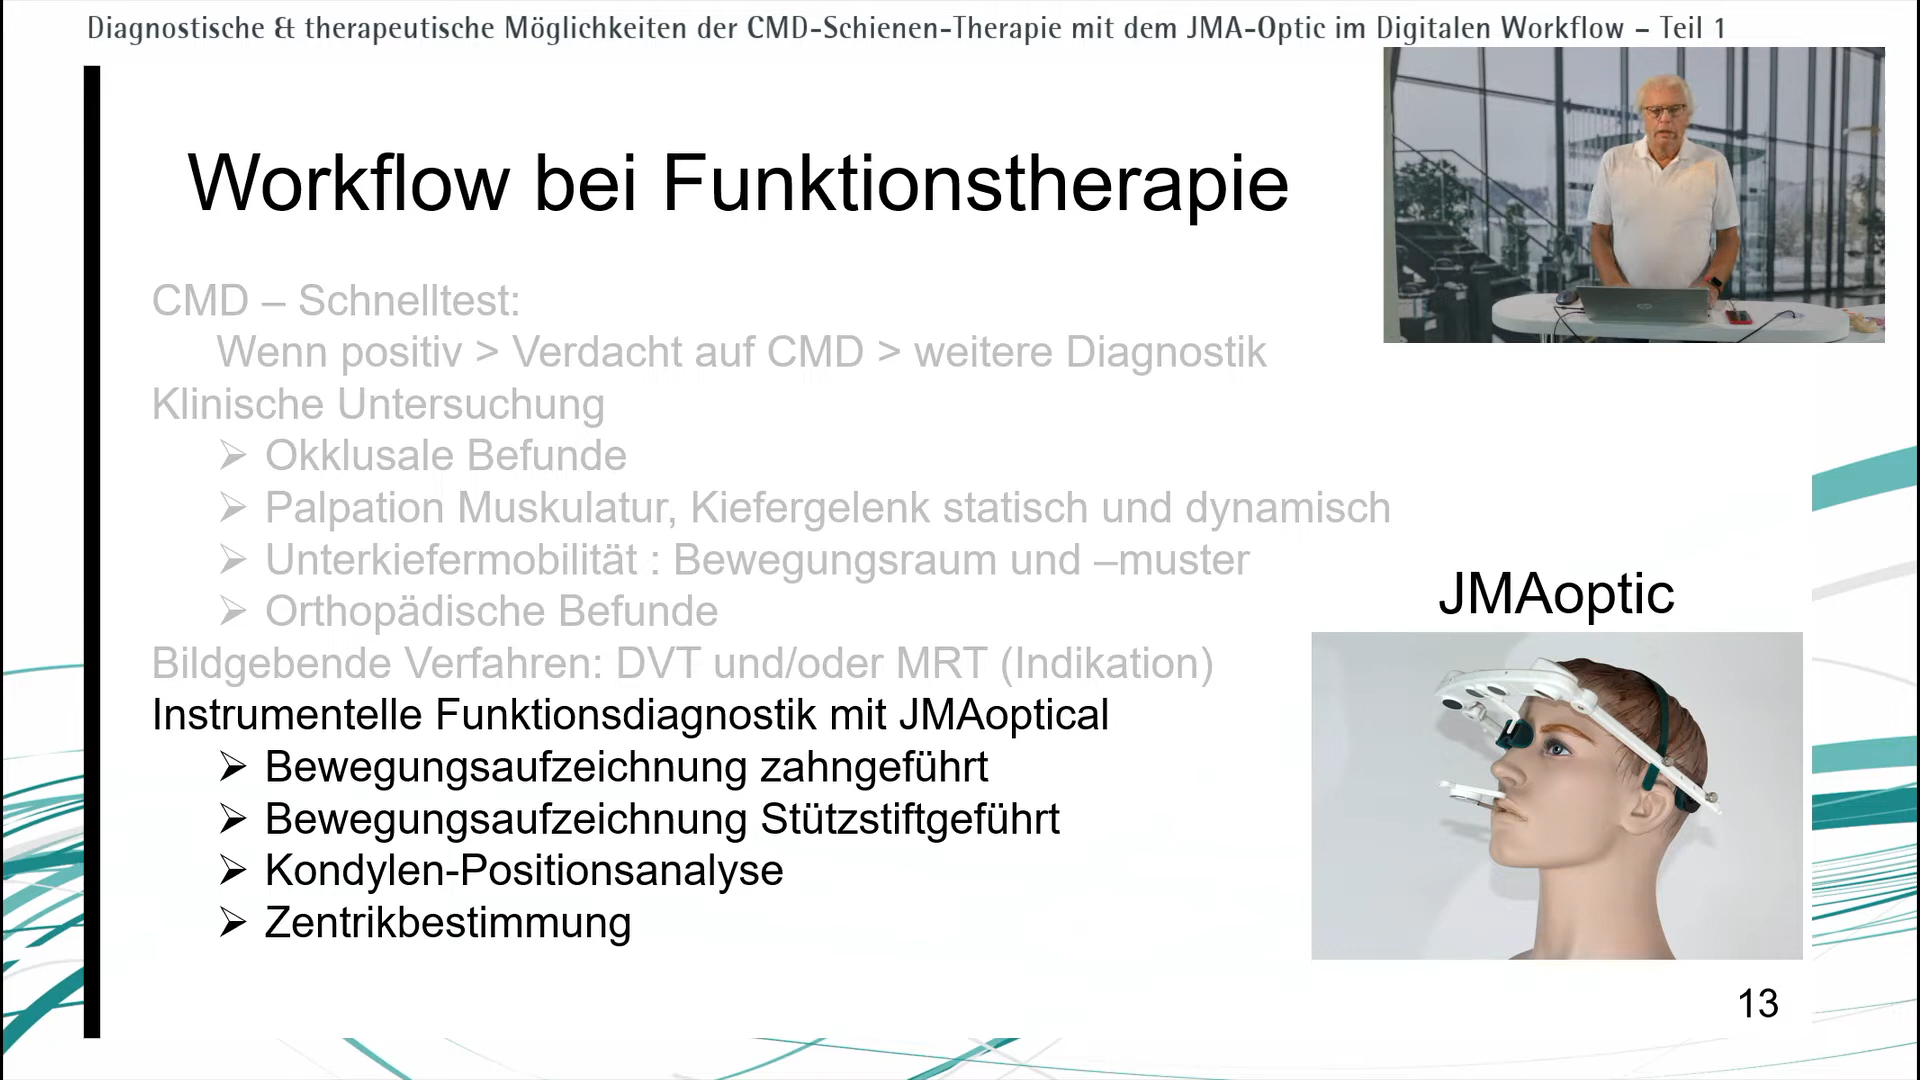 Diagnostische & therapeutische Möglichkeiten der CMD-Schienen-Therapie mit dem JMA-Optic im Digitalen Workflow – Teil 1
Workflow bei Funktionstherapie
CMD – Schnelltest:
Wenn positiv > Verdacht auf CMD > weitere Diagnostik
Klinische Untersuchung
➢ Okklusale Befunde
➢ Palpation Muskulatur, Kiefergelenk statisch und dynamisch
➢ Unterkiefermobilität : Bewegungsraum und –muster
➢ Orthopädische Befunde
Bildgebende Verfahren: DVT und/oder MRT (Indikation)
Instrumentelle Funktionsdiagnostik mit JMAoptical
➢ Bewegungsaufzeichnung zahngeführt
➢ Bewegungsaufzeichnung Stützstiftgeführt
➢ Kondylen-Positionsanalyse
➢ Zentrikbestimmung
JMAoptic
13